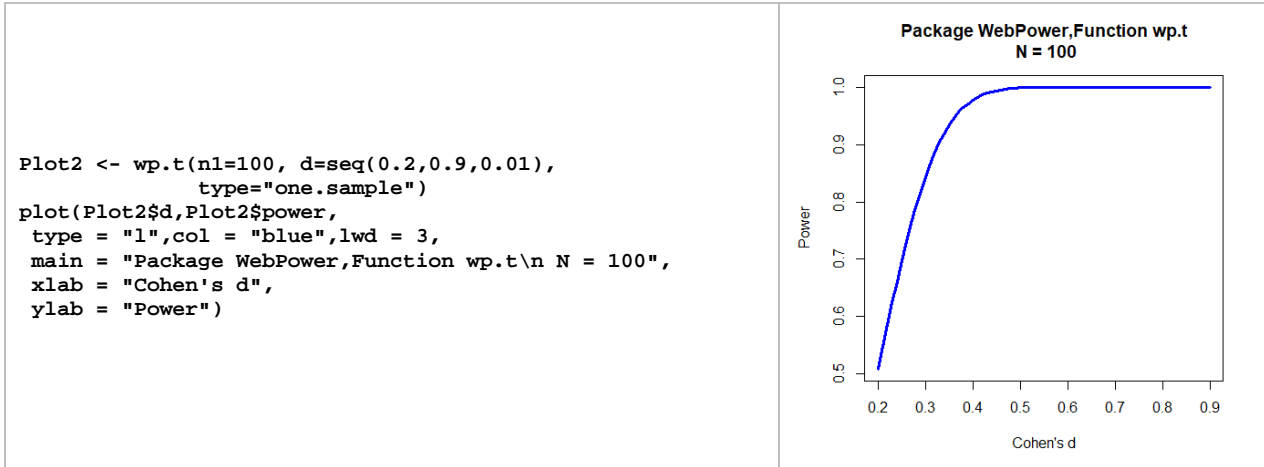 Plot2 <- wp.t(n1=100, d=seq(0.2,0.9,0.01),
type="one.sample")
plot(Plot2$d,Plot2$power,
type = "l",col = "blue",lwd = 3,
main = "Package WebPower,Function wp.t\n N = 100",
xlab = "Cohen's d",
ylab = "Power")
Package WebPower,Function wp.t
N = 100
Power
1.0
0.9
0.8
0.7
0.6
0.5
0.2 0.3 0.4 0.5 0.6 0.7 0.8 0.9
Cohen's d